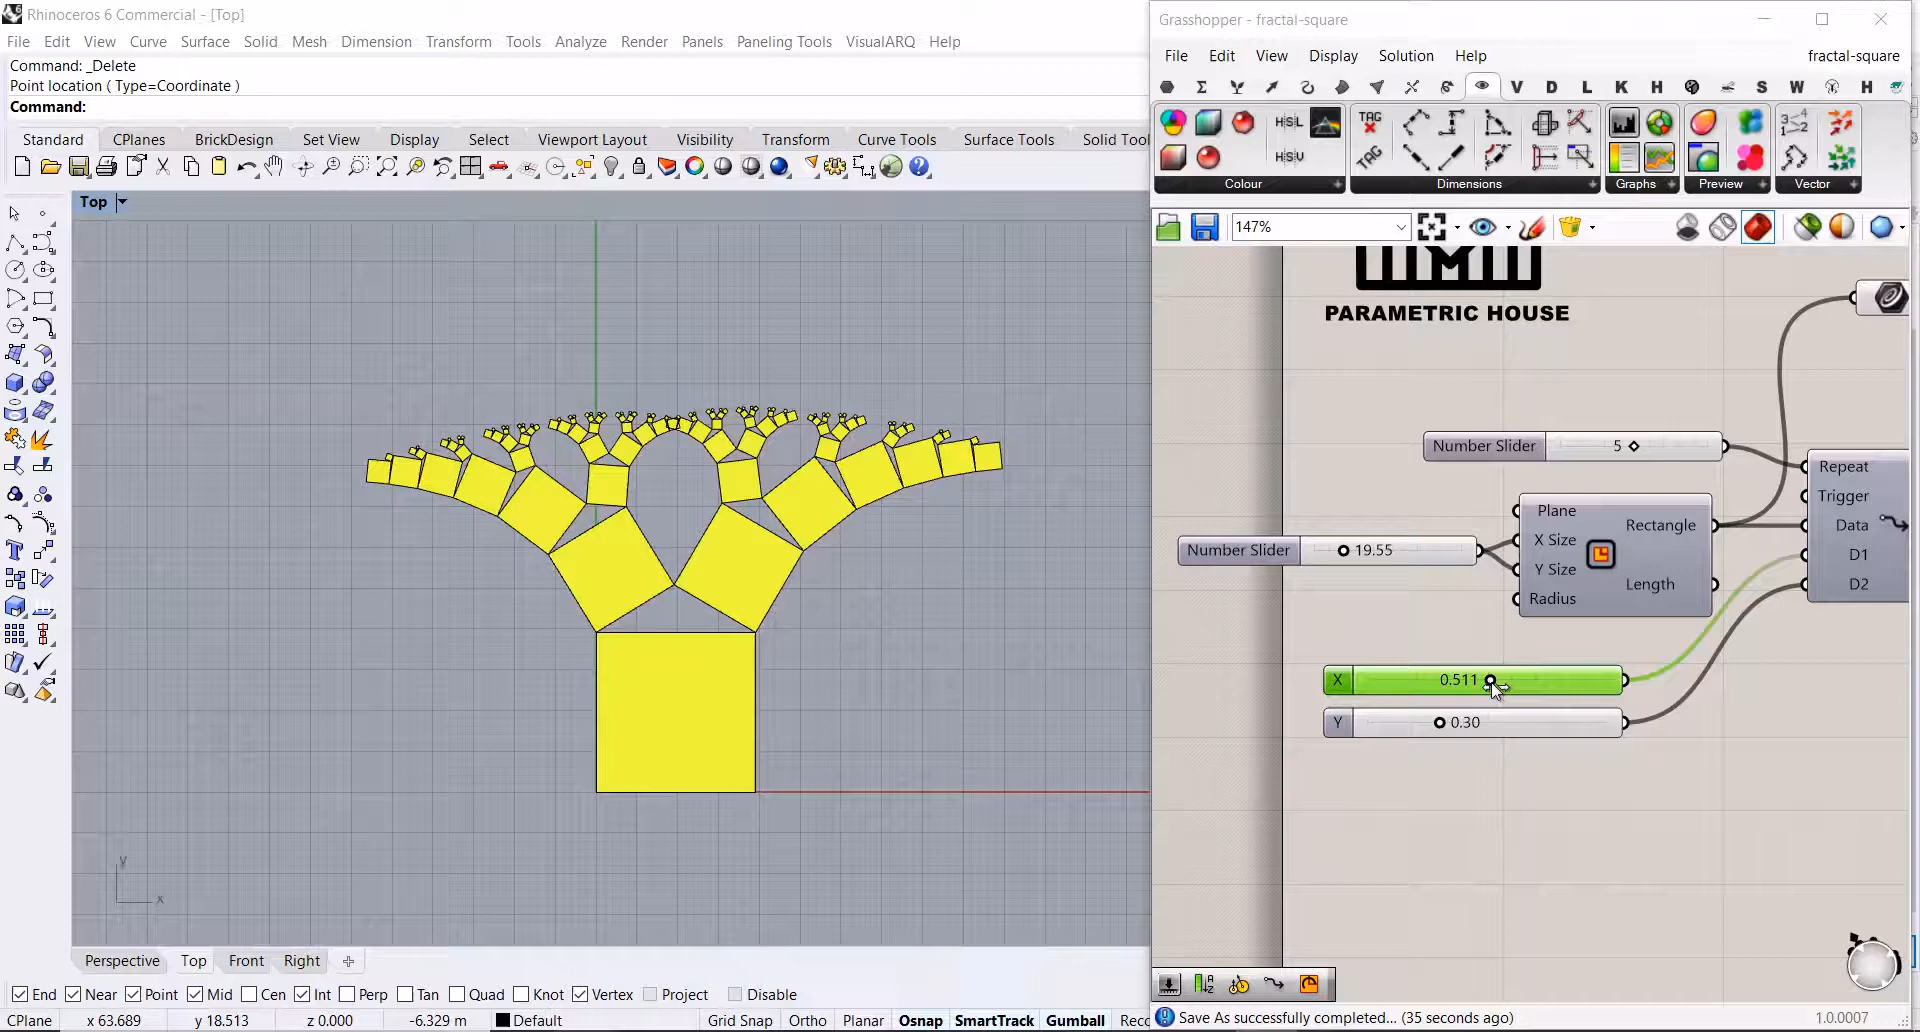 Rhinoceros 6 Commercial - [Top]
File Edit View Curve Surface Solid Mesh Dimension Transform Tools Analyze Render Panels Paneling Tools VisualARQ Help
Command: _Delete
Point location ( Type=Coordinate )
Command:
Standard CPlanes BrickDesign Set View Display Select Viewport Layout Visibility Transform Curve Tools Surface Tools Solid Tool
Top
y
x
Perspective Top Front Right
End Near Point Mid Cen Int Perp Tan Quad Knot Vertex Project Disable
CPlane x 63.689 y 18.513 z 0.000 -6.329 m Default Grid Snap Ortho Planar Osnap SmartTrack Gumball Reco
Grasshopper - fractal-square
File Edit View Display Solution Help fractal-square
V D L K H S W H
HSL TAG
HSV TAG
Colour Dimensions Graphs Preview Vector
147%
PARAMETRIC HOUSE
Number Slider 5
Repeat
Trigger
Data
D1
D2
Plane
X Size
Y Size
Radius
Rectangle
Length
Number Slider 19.55
X 0.511
Y 0.30
Save As successfully completed... (35 seconds ago) 1.0.0007